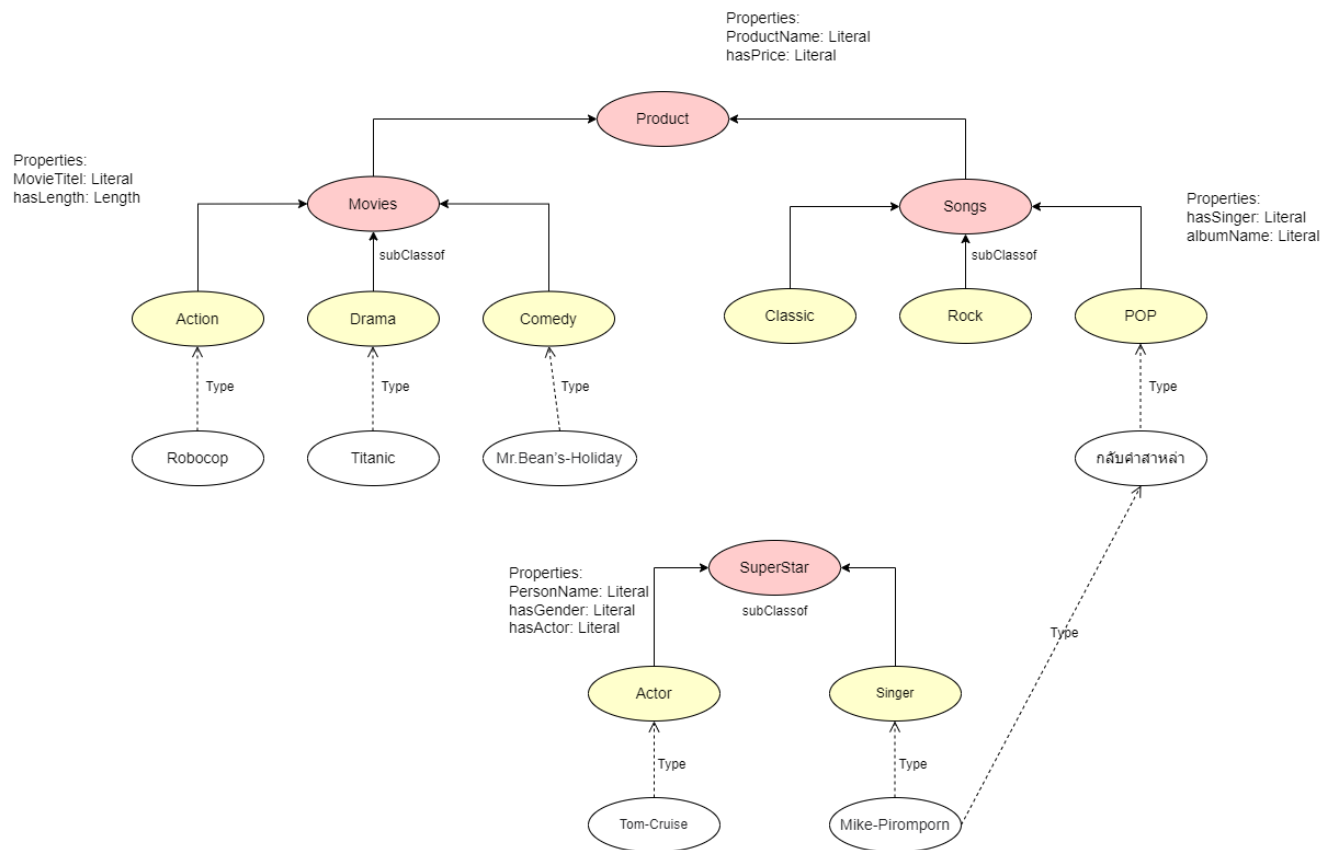 Properties:
ProductName: Literal
hasPrice: Literal
Product
Properties:
MovieTitel: Literal
hasLength: Length
Movies
Songs
Properties:
hasSinger: Literal
albumName: Literal
subClassof
subClassof
Action
Drama
Comedy
Classic
Rock
POP
Type
Type
Type
Type
Robocop
Titanic
Mr.Bean's-Holiday
กลับคำสาหล่า
SuperStar
Properties:
PersonName: Literal
hasGender: Literal
hasActor: Literal
subClassof
Type
Actor
Singer
Type
Type
Tom-Cruise
Mike-Piromporn